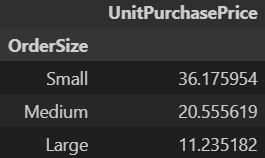 UnitPurchasePrice
OrderSize
Small 36.175954
Medium 20.555619
Large 11.235182